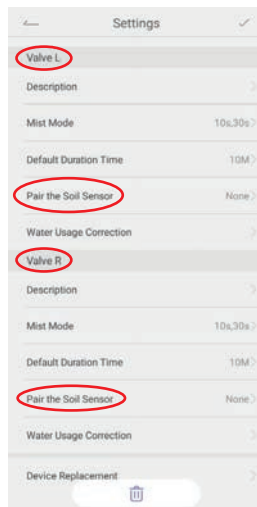 Settings
Valve L
Description
Mist Mode 10s,30s
Default Duration Time 10M
Pair the Soil Sensor None
Water Usage Correction
Valve R
Description
Mist Mode 10s,30s
Default Duration Time 10M
Pair the Soil Sensor None
Water Usage Correction
Device Replacement